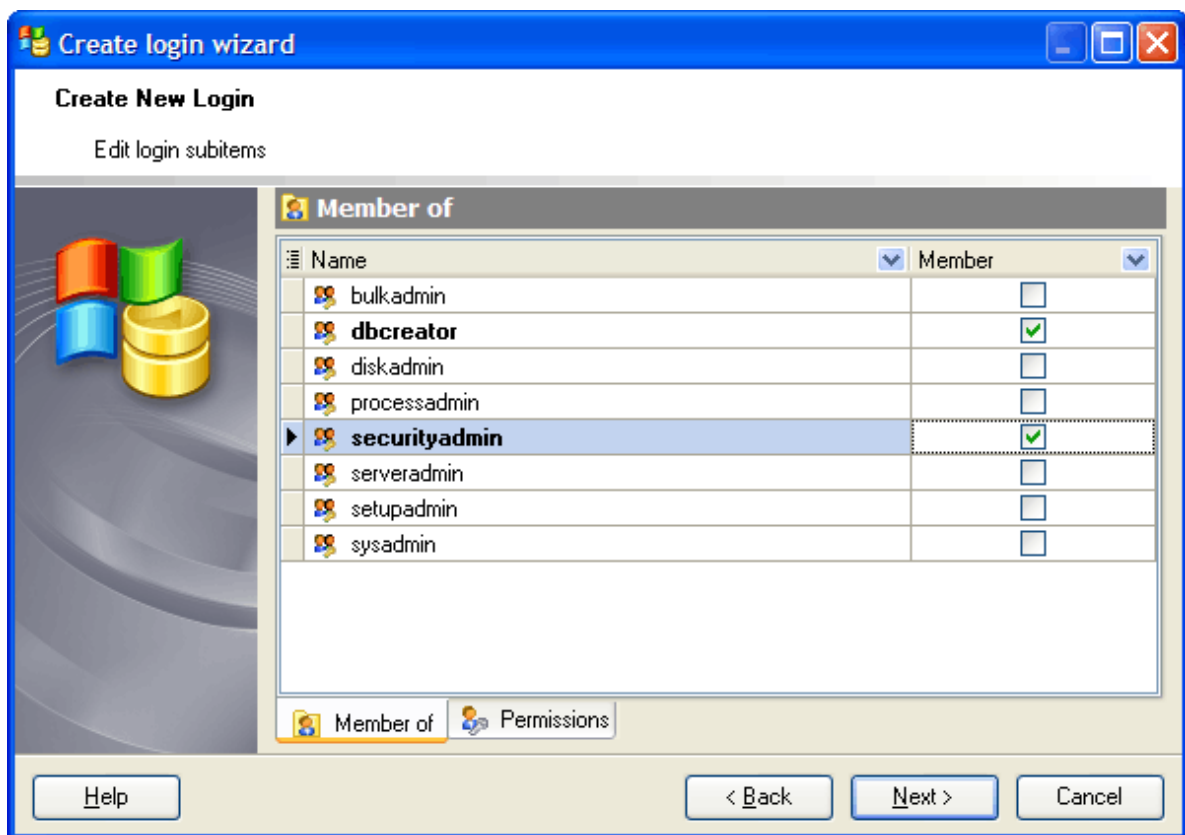 Create login wizard
Create New Login
Edit login subitems
Member of
Name Member
bulkadmin
dbcreator
diskadmin
processadmin
securityadmin
serveradmin
setupadmin
sysadmin
Member of Permissions
Help < Back Next > Cancel